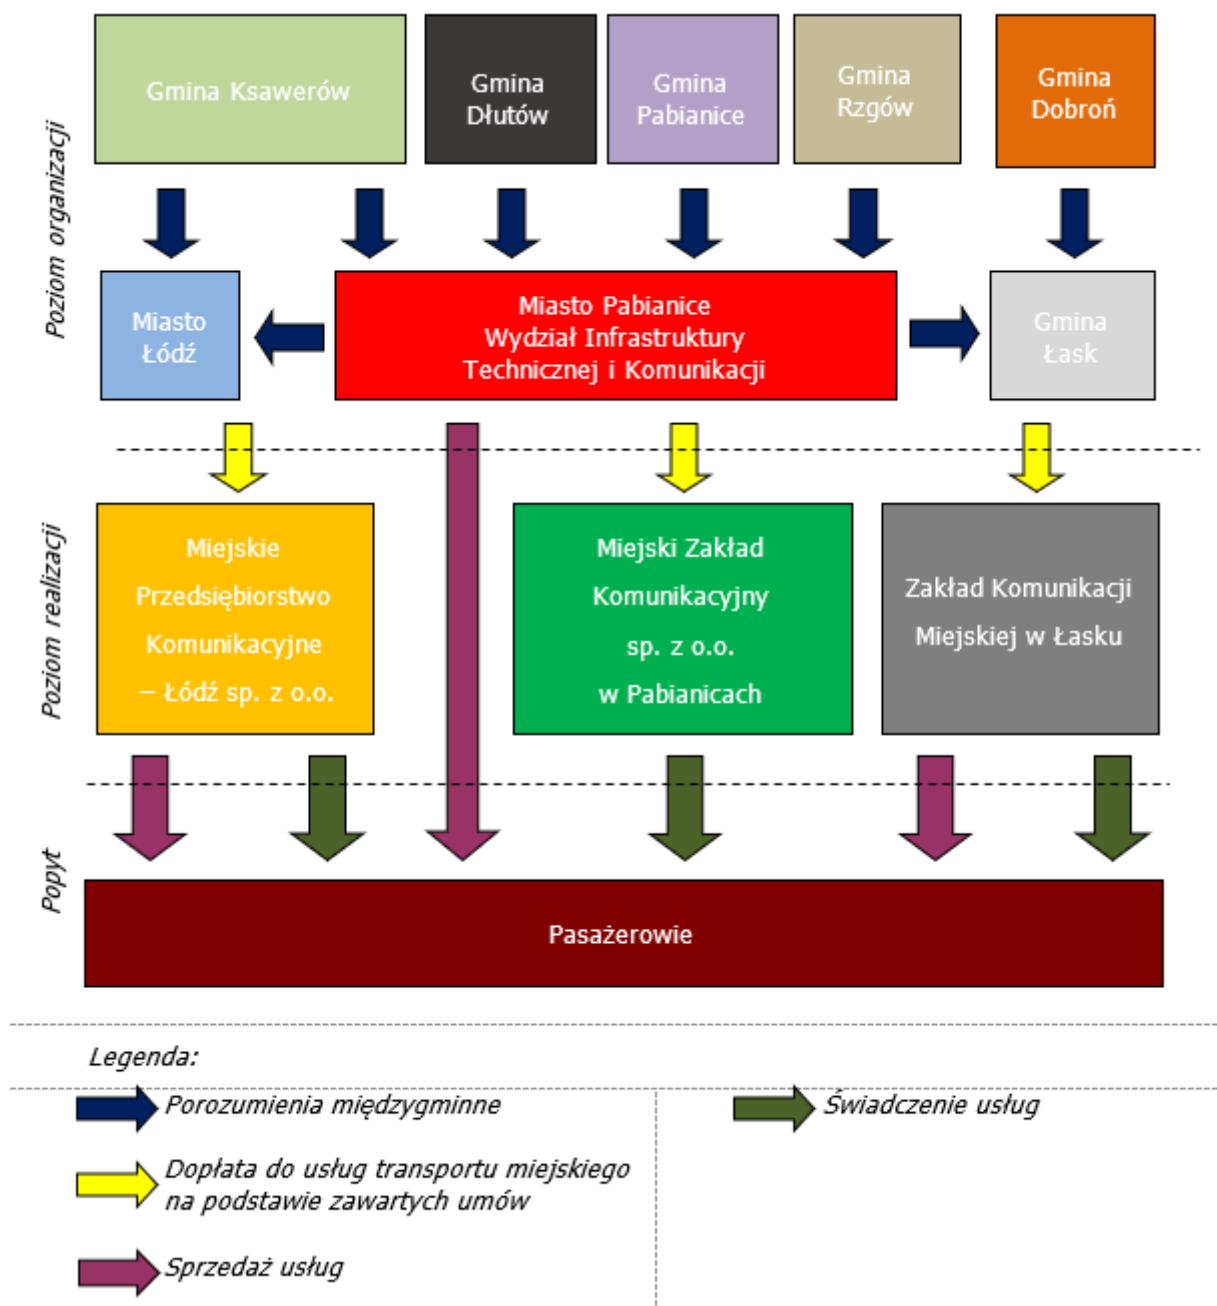 Poziom organizacji
Gmina Ksawerów
Gmina
Dłutów
Gmina
Pabianice
Gmina
Rzgów
Gmina
Dobroń
Miasto
Łódź
Miasto Pabianice
Wydział Infrastruktury
Technicznej i Komunikacji
Gmina
Łask
Poziom realizacji
Miejskie
Przedsiębiorstwo
Komunikacyjne
– Łódź sp. z o.o.
Miejski Zakład
Komunikacyjny
sp. z o.o.
w Pabianicach
Zakład Komunikacji
Miejskiej w Łasku
Popyt
Pasażerowie
Legenda:
Porozumienia międzygminne
Dopłata do usług transportu miejskiego
na podstawie zawartych umów
Sprzedaż usług
Świadczenie usług